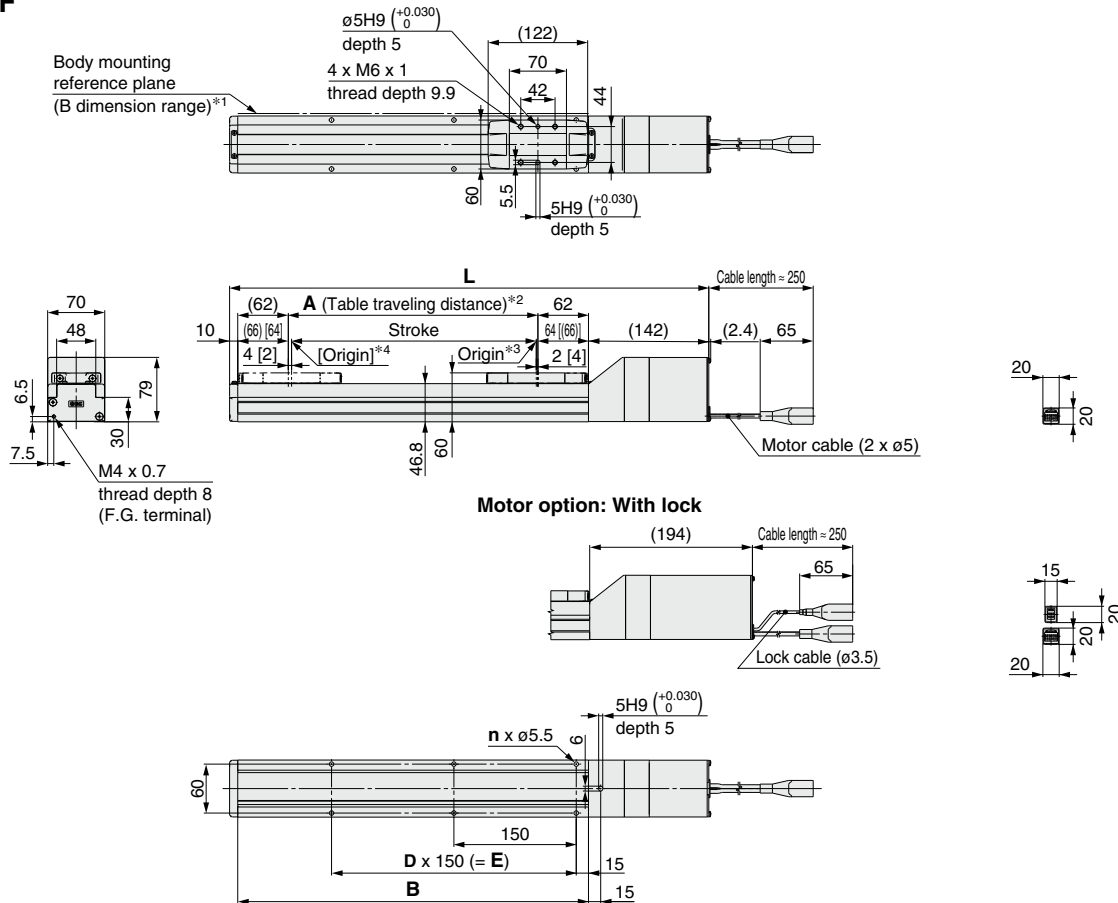 F
ø5H9 (+0.030 0)
depth 5
(122)
Body mounting
reference plane
(B dimension range)*1
4 x M6 x 1
thread depth 9.9
70
42
44
60
5.5
5H9 (+0.030 0)
depth 5
L
Cable length ≈ 250
70
48
(62)
A (Table traveling distance)*2
62
10
(66) [64]
Stroke
64 [(66)]
(142)
(2.4)
65
4 [2]
[Origin]*4
Origin*3
2 [4]
6.5
79
30
7.5
46.8
60
20
20
M4 x 0.7
thread depth 8
(F.G. terminal)
Motor cable (2 x ø5)
Motor option: With lock
(194)
Cable length ≈ 250
65
15
20
20
20
Lock cable (ø3.5)
5H9 (+0.030 0)
depth 5
n x ø5.5
6
60
150
D x 150 (= E)
15
B
15